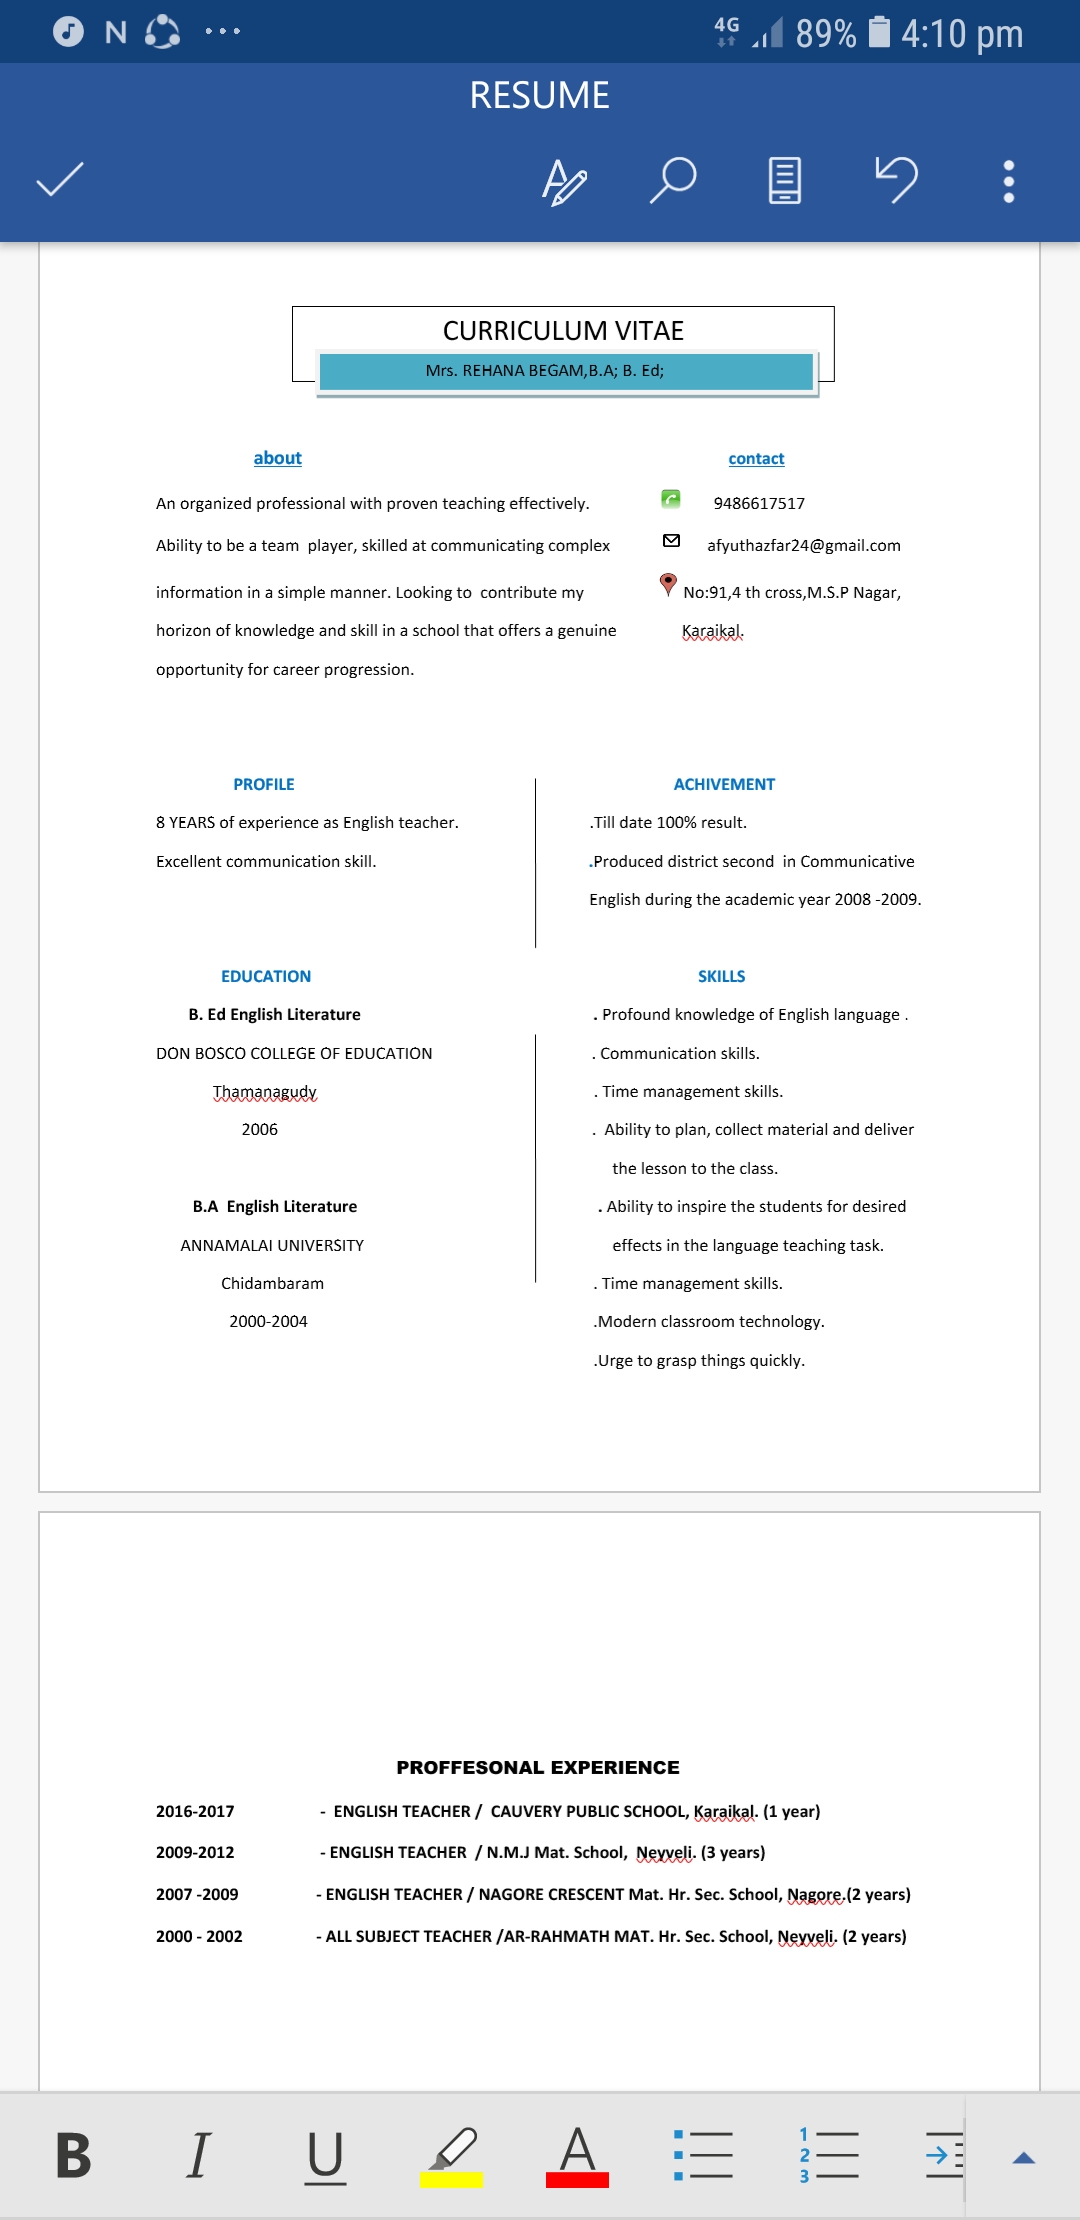 N
4G 89% 4:10 pm
RESUME
CURRICULUM VITAE
Mrs. REHANA BEGAM,B.A; B. Ed;
about
An organized professional with proven teaching effectively.
Ability to be a team  player, skilled at communicating complex
information in a simple manner. Looking to  contribute my
horizon of knowledge and skill in a school that offers a genuine
opportunity for career progression.
contact
9486617517
afyuthazfar24@gmail.com
No:91,4 th cross,M.S.P Nagar,
Karaikal.
PROFILE
8 YEARS of experience as English teacher.
Excellent communication skill.
ACHIVEMENT
.Till date 100% result.
.Produced district second  in Communicative
English during the academic year 2008 -2009.
EDUCATION
B. Ed English Literature
DON BOSCO COLLEGE OF EDUCATION
Thamanagudy
2006
B.A  English Literature
ANNAMALAI UNIVERSITY
Chidambaram
2000-2004
SKILLS
. Profound knowledge of English language .
. Communication skills.
. Time management skills.
.  Ability to plan, collect material and deliver
the lesson to the class.
. Ability to inspire the students for desired
effects in the language teaching task.
. Time management skills.
.Modern classroom technology.
.Urge to grasp things quickly.
PROFFESONAL EXPERIENCE
2016-2017 - ENGLISH TEACHER /  CAUVERY PUBLIC SCHOOL, Karaikal. (1 year)
2009-2012 - ENGLISH TEACHER  / N.M.J Mat. School,  Neyveli. (3 years)
2007 -2009 - ENGLISH TEACHER / NAGORE CRESCENT Mat. Hr. Sec. School, Nagore.(2 years)
2000 - 2002 - ALL SUBJECT TEACHER /AR-RAHMATH MAT. Hr. Sec. School, Neyveli. (2 years)
B I U A 1 2 3